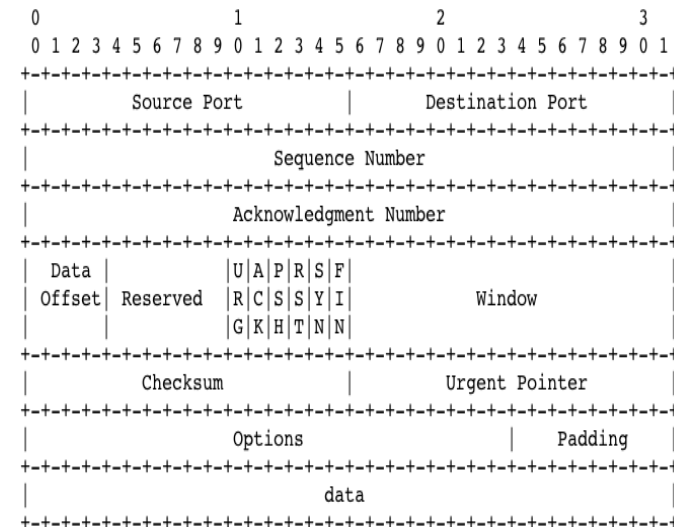 0                   1                   2                   3
0 1 2 3 4 5 6 7 8 9 0 1 2 3 4 5 6 7 8 9 0 1 2 3 4 5 6 7 8 9 0 1
+-+-+-+-+-+-+-+-+-+-+-+-+-+-+-+-+-+-+-+-+-+-+-+-+-+-+-+-+-+-+-+-+
|          Source Port          |       Destination Port        |
+-+-+-+-+-+-+-+-+-+-+-+-+-+-+-+-+-+-+-+-+-+-+-+-+-+-+-+-+-+-+-+-+
|                        Sequence Number                        |
+-+-+-+-+-+-+-+-+-+-+-+-+-+-+-+-+-+-+-+-+-+-+-+-+-+-+-+-+-+-+-+-+
|                    Acknowledgment Number                      |
+-+-+-+-+-+-+-+-+-+-+-+-+-+-+-+-+-+-+-+-+-+-+-+-+-+-+-+-+-+-+-+-+
|  Data |           |U|A|P|R|S|F|                               |
| Offset| Reserved  |R|C|S|S|Y|I|            Window             |
|       |           |G|K|H|T|N|N|                               |
+-+-+-+-+-+-+-+-+-+-+-+-+-+-+-+-+-+-+-+-+-+-+-+-+-+-+-+-+-+-+-+-+
|           Checksum            |         Urgent Pointer        |
+-+-+-+-+-+-+-+-+-+-+-+-+-+-+-+-+-+-+-+-+-+-+-+-+-+-+-+-+-+-+-+-+
|                    Options                    |    Padding    |
+-+-+-+-+-+-+-+-+-+-+-+-+-+-+-+-+-+-+-+-+-+-+-+-+-+-+-+-+-+-+-+-+
|                             data                              |
+-+-+-+-+-+-+-+-+-+-+-+-+-+-+-+-+-+-+-+-+-+-+-+-+-+-+-+-+-+-+-+-+